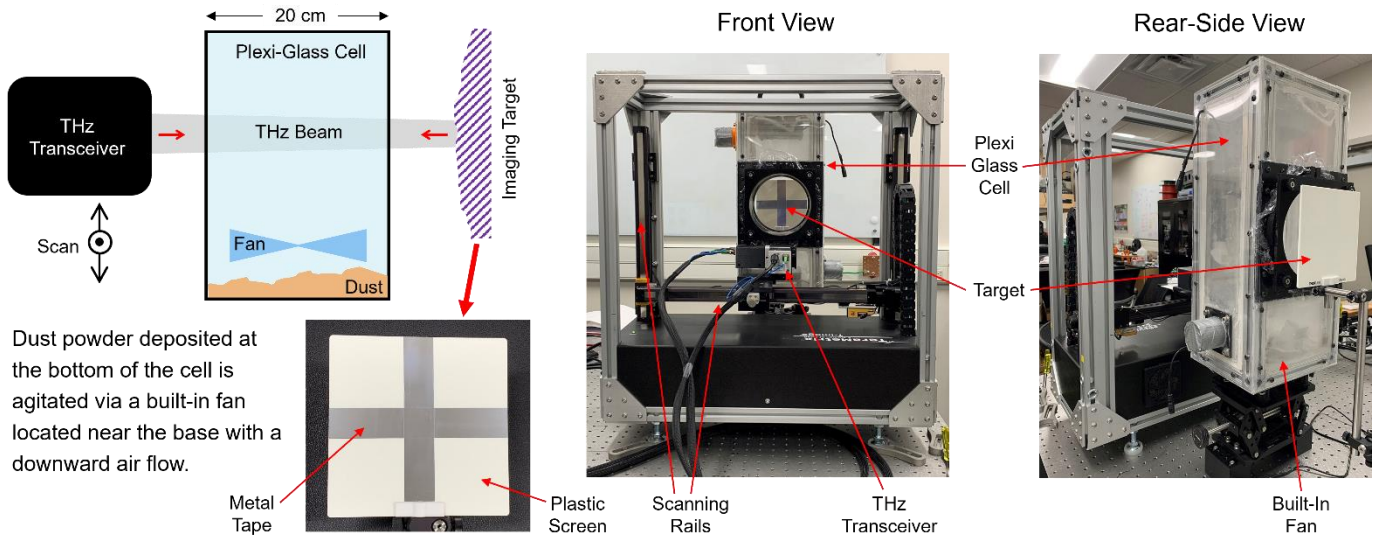 20 cm
Plexi-Glass Cell
THz
Transceiver
THz Beam
Imaging Target
Scan
Fan
Dust
Dust powder deposited at
the bottom of the cell is
agitated via a built-in fan
located near the base with a
downward air flow.
Metal
Tape
Plastic
Screen
Front View
Rear-Side View
Plexi
Glass
Cell
Target
TeraMetrix
Scanning
Rails
THz
Transceiver
Built-In
Fan